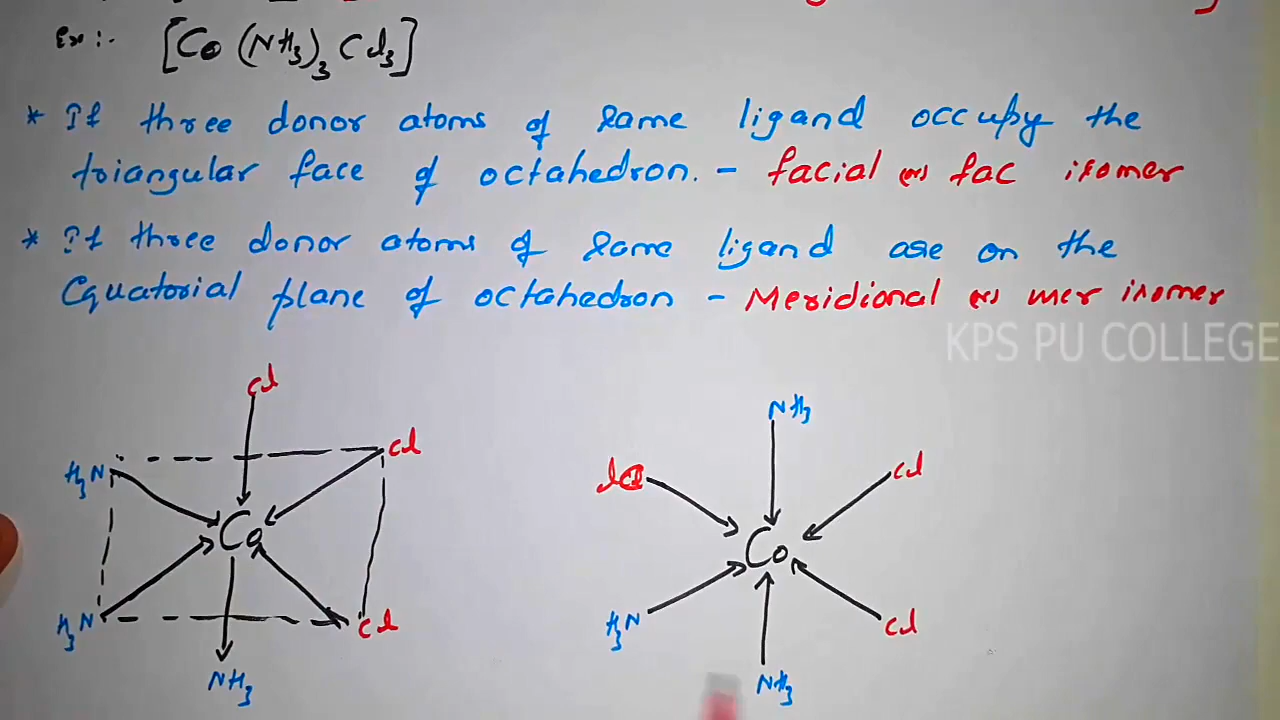 Ex :- [Co (NH3)3 Cl3]
* If three donor atoms of same ligand occupy the
triangular face of octahedron. - facial (or) fac isomer
* If three donor atoms of same ligand are on the
Equatorial plane of octahedron - Meridional (or) mer isomer
KPS PU COLLEGE
Cl
NH3
H3N
Cl
Cl
Co
Co
H3N
Cl
H3N
Cl
NH3
NH3